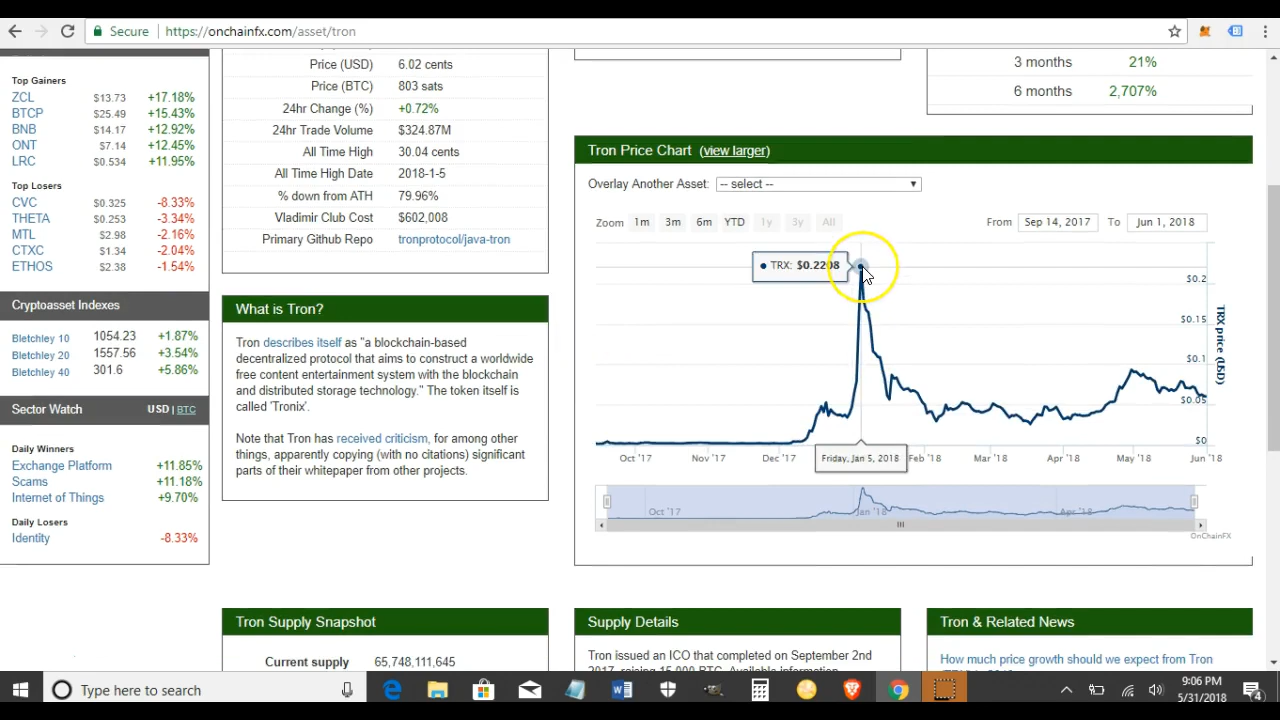 Secure
https://onchainfx.com/asset/tron
Top Gainers
ZCL $13.73 +17.18%
BTCP $25.49 +15.43%
BNB $14.17 +12.92%
ONT $7.14 +12.45%
LRC $0.534 +11.95%
Top Losers
CVC $0.325 -8.33%
THETA $0.253 -3.34%
MTL $2.98 -2.16%
CTXC $1.34 -2.04%
ETHOS $2.38 -1.54%
Cryptoasset Indexes
Bletchley 10 1054.23 +1.87%
Bletchley 20 1557.56 +3.54%
Bletchley 40 301.6 +5.86%
Sector Watch USD | BTC
Daily Winners
Exchange Platform +11.85%
Scams +11.18%
Internet of Things +9.70%
Daily Losers
Identity -8.33%
Price (USD) 6.02 cents
Price (BTC) 803 sats
24hr Change (%) +0.72%
24hr Trade Volume $324.87M
All Time High 30.04 cents
All Time High Date 2018-1-5
% down from ATH 79.96%
Vladimir Club Cost $602,008
Primary Github Repo tronprotocol/java-tron
What is Tron?
Tron describes itself as "a blockchain-based
decentralized protocol that aims to construct a worldwide
free content entertainment system with the blockchain
and distributed storage technology." The token itself is
called 'Tronix'.
Note that Tron has received criticism, for among other
things, apparently copying (with no citations) significant
parts of their whitepaper from other projects.
3 months 21%
6 months 2,707%
Tron Price Chart (view larger)
Overlay Another Asset: -- select --
Zoom 1m 3m 6m YTD 1y 3y All
From Sep 14, 2017 To Jun 1, 2018
TRX: $0.2208
$0.2
$0.15
$0.1
$0.05
$0
TRX price (USD)
Friday, Jan 5, 2018
Oct '17 Nov '17 Dec '17 Feb '18 Mar '18 Apr '18 May '18 Jun '18
Oct '17 Jan '18 Apr '18
OnChainFX
Tron Supply Snapshot
Current supply 65,748,111,645
Supply Details
Tron issued an ICO that completed on September 2nd
2017, raising 15,000 BTC. Available information
Tron & Related News
How much price growth should we expect from Tron
Type here to search
9:06 PM
5/31/2018
4